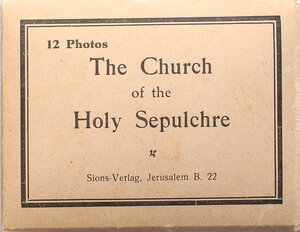 12 Photos
The Church
of the
Holy Sepulchre
Sions-Verlag, Jerusalem B. 22